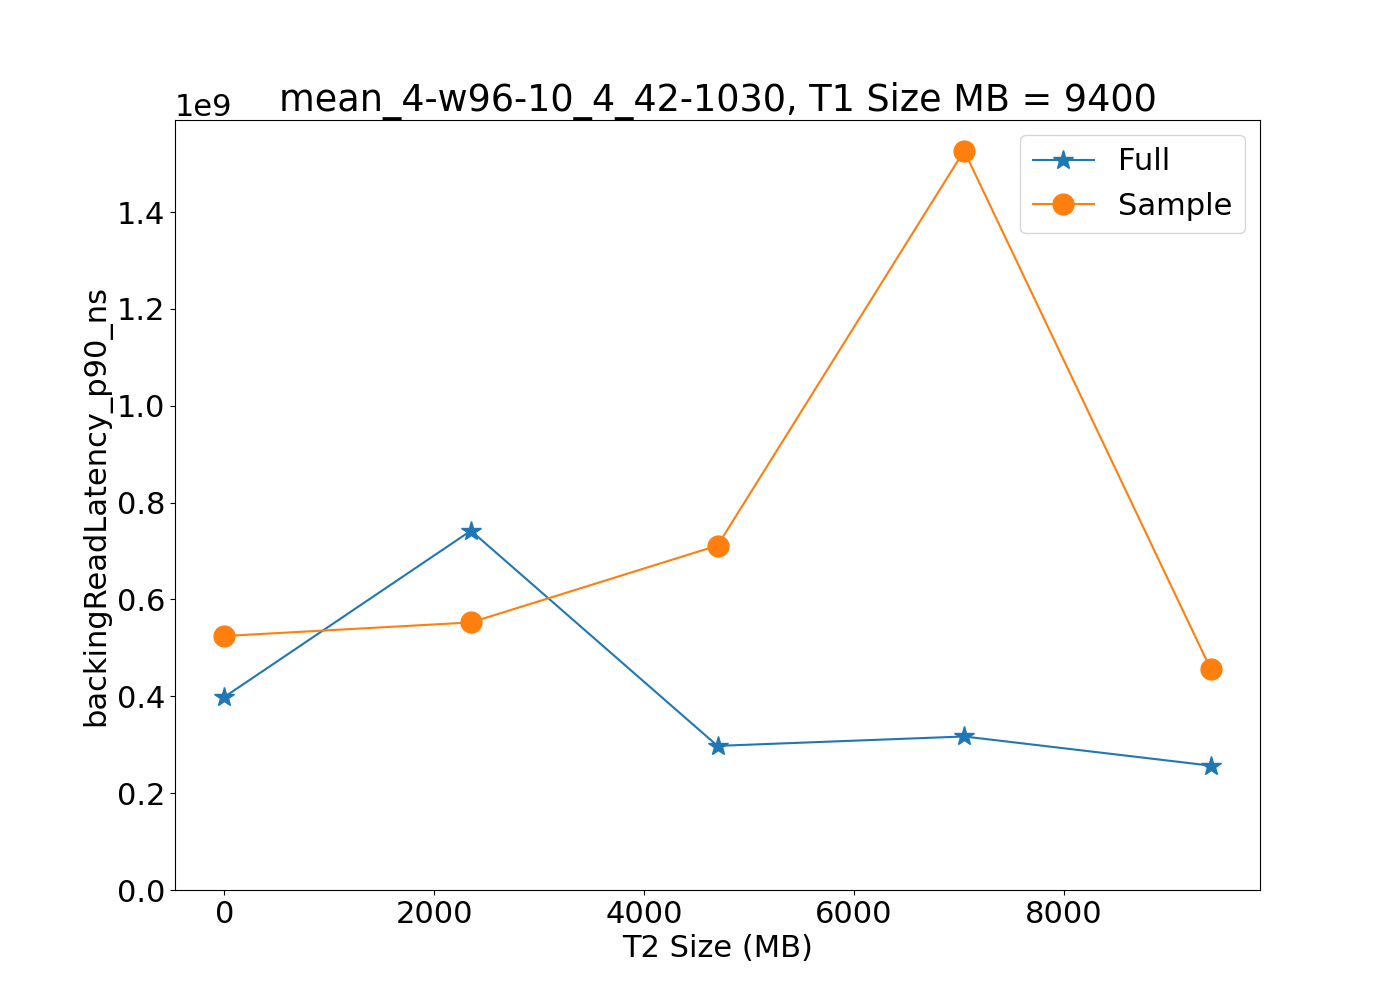 mean_4-w96-10_4_42-1030, T1 Size MB = 9400
1e9
Full
Sample
backingReadLatency_p90_ns
1.4
1.2
1.0
0.8
0.6
0.4
0.2
0.0
0
2000
4000
6000
8000
T2 Size (MB)